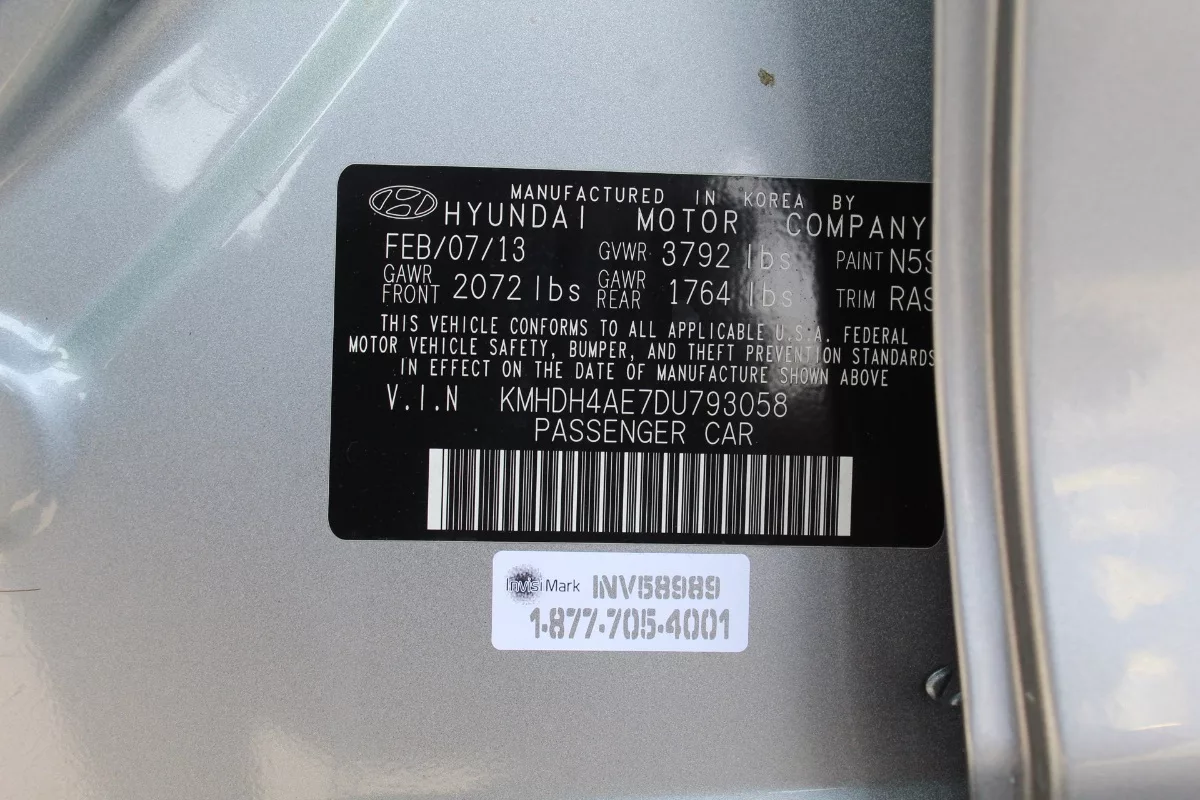 MANUFACTURED IN KOREA BY
HYUNDAI MOTOR COMPANY
FEB/07/13 GVWR 3792 lbs PAINT N5S
GAWR FRONT 2072 lbs GAWR REAR 1764 lbs TRIM RAS
THIS VEHICLE CONFORMS TO ALL APPLICABLE U.S.A. FEDERAL
MOTOR VEHICLE SAFETY, BUMPER, AND THEFT PREVENTION STANDARDS
IN EFFECT ON THE DATE OF MANUFACTURE SHOWN ABOVE
V.I.N KMHDH4AE7DU793058
PASSENGER CAR
InvisiMark INV58989
1-877-705-4001